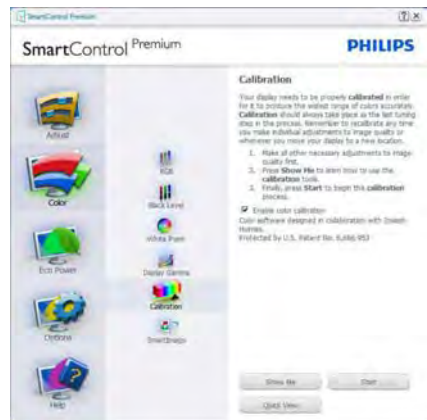 SmartControl Premium
SmartControl Premium
PHILIPS
Adjust
Color
Eco Power
Options
Help
RGB
Black Level
White Point
Display Gamma
Calibration
SmartImage
Calibration
Your display needs to be properly calibrated in order
for it to produce the widest range of colors accurately.
Calibration should always take place as the last tuning
step in the process. Remember to recalibrate any time
you make individual adjustments to image quality or
whenever you move your display to a new location.
1. Make all other necessary adjustments to image
quality first.
2. Press Show Me to learn how to use the
calibration tools.
3. Finally, press Start to begin the calibration
process.
Enable color calibration
Color software designed in collaboration with Joseph
Holmes.
Protected by U.S. Patent No. 6,686,953
Show Me
Start
Quick View